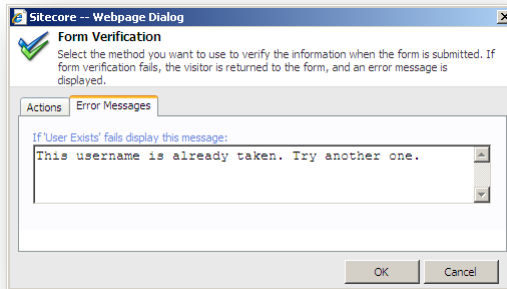 Sitecore -- Webpage Dialog
Form Verification
Select the method you want to use to verify the information when the form is submitted. If
form verification fails, the visitor is returned to the form, and an error message is
displayed.
Actions Error Messages
If 'User Exists' fails display this message:
This username is already taken. Try another one.
OK Cancel